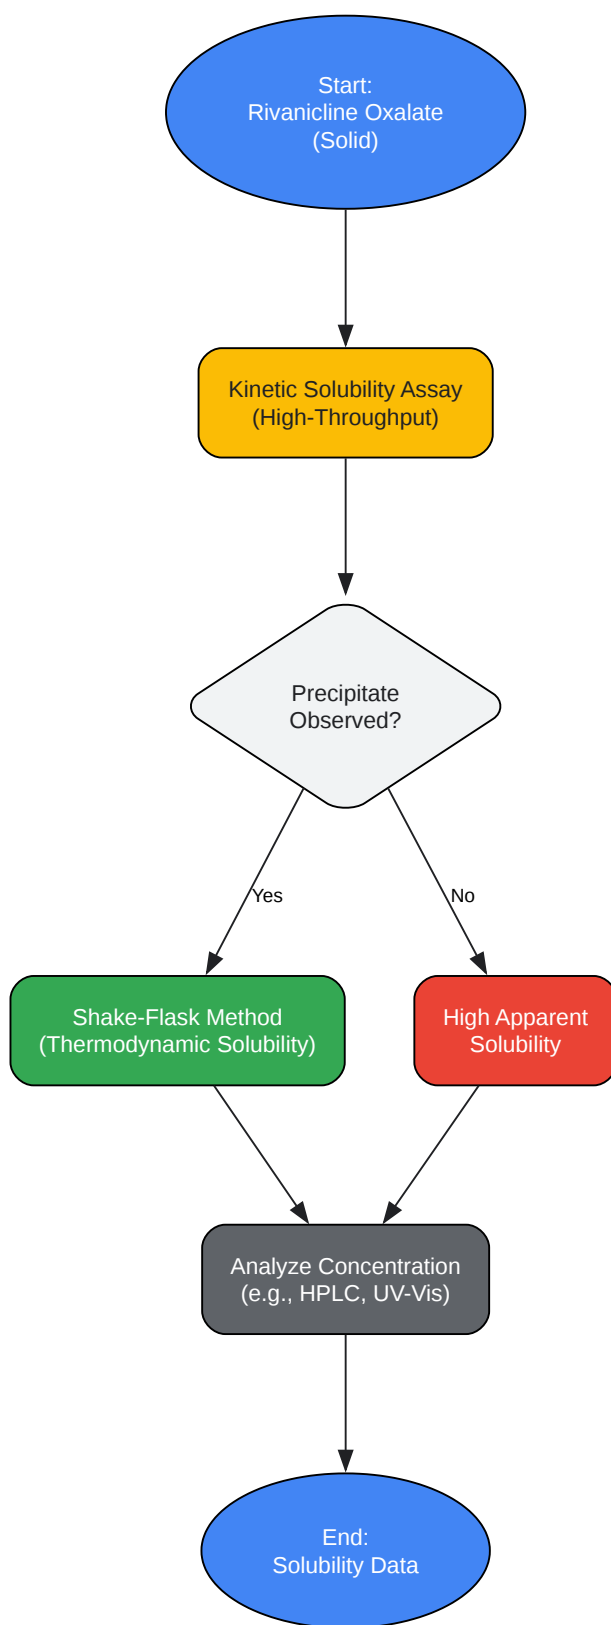 Start:
Rivanicline Oxalate
(Solid)
Kinetic Solubility Assay
(High-Throughput)
Precipitate
Observed?
Yes
No
Shake-Flask Method
(Thermodynamic Solubility)
High Apparent
Solubility
Analyze Concentration
(e.g., HPLC, UV-Vis)
End:
Solubility Data